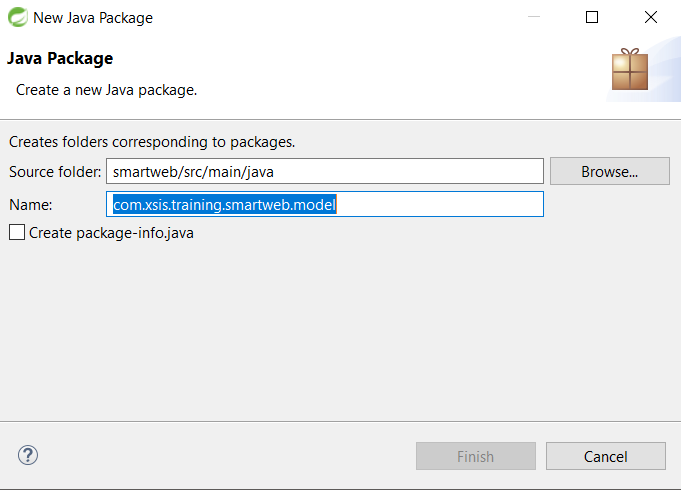 New Java Package
Java Package
Create a new Java package.
Creates folders corresponding to packages.
Source folder: smartweb/src/main/java Browse...
Name: com.xsis.training.smartweb.model
Create package-info.java
? Finish Cancel